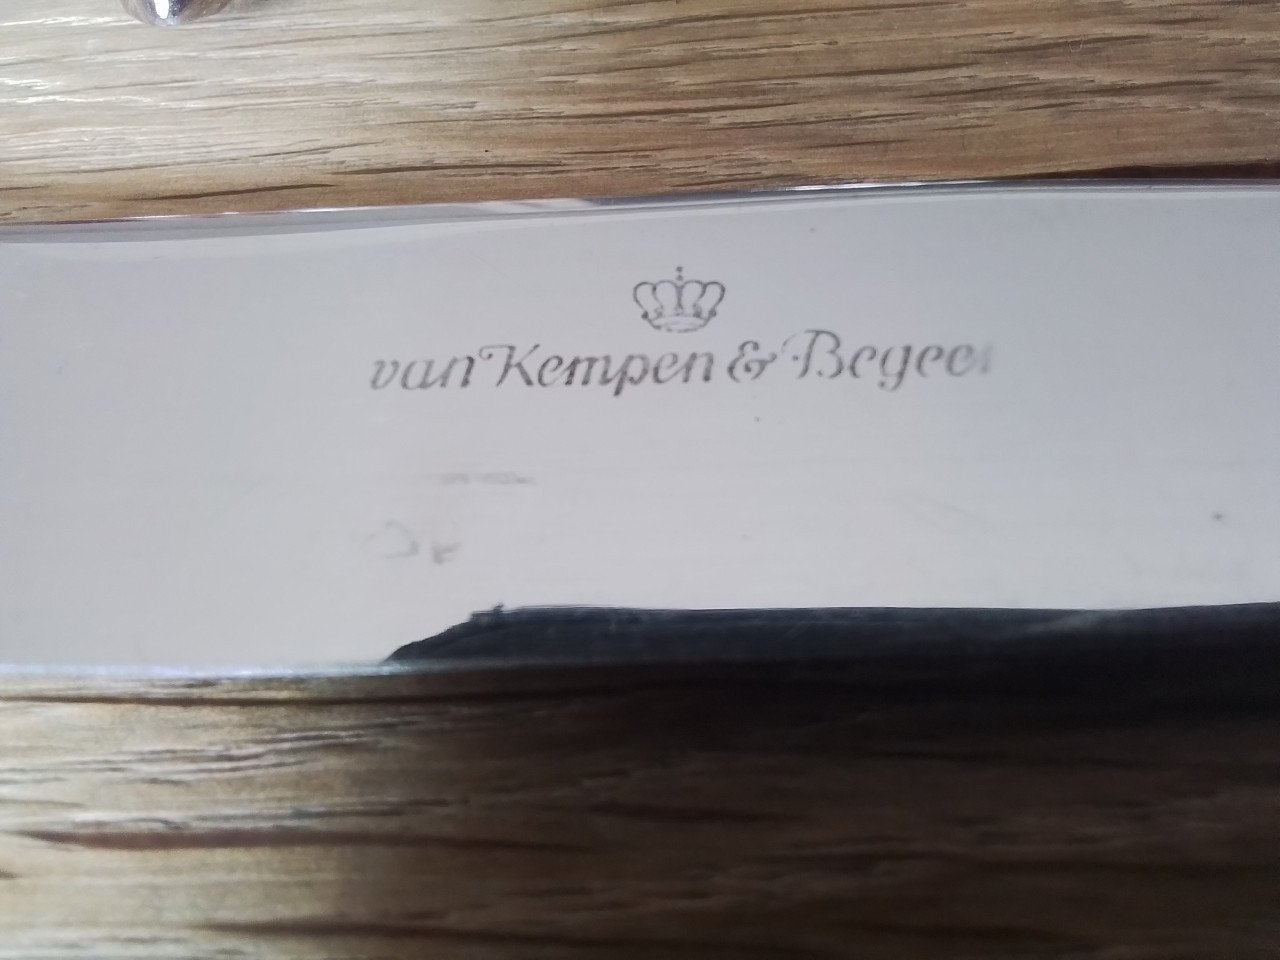 van Kempen & Begeer